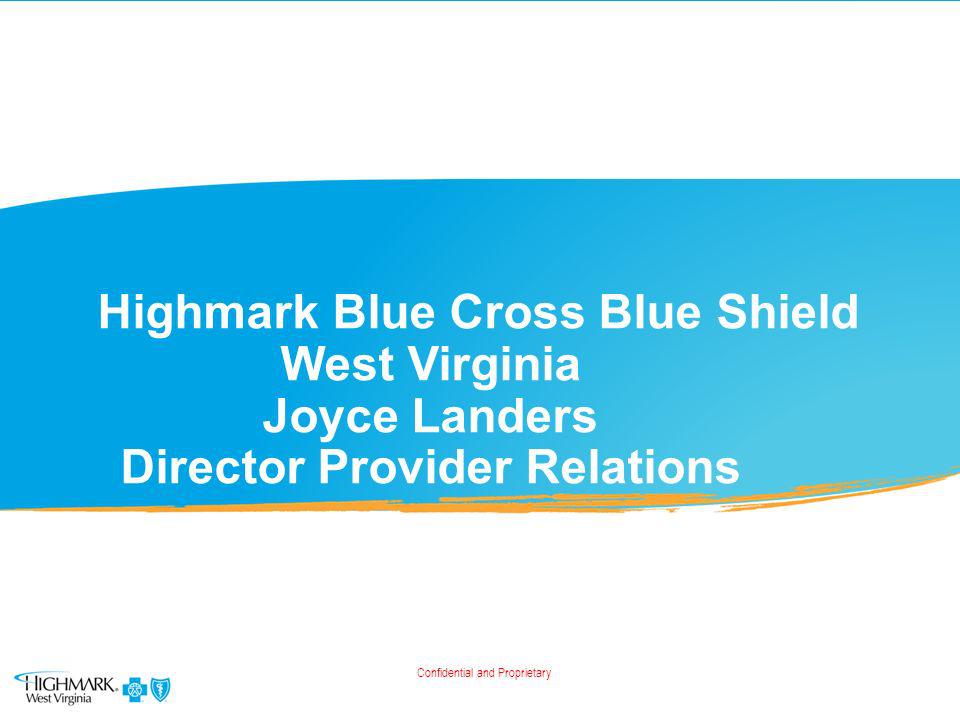 Highmark Blue Cross Blue Shield
West Virginia
Joyce Landers
Director Provider Relations
Confidential and Proprietary
HIGHMARK®
West Virginia